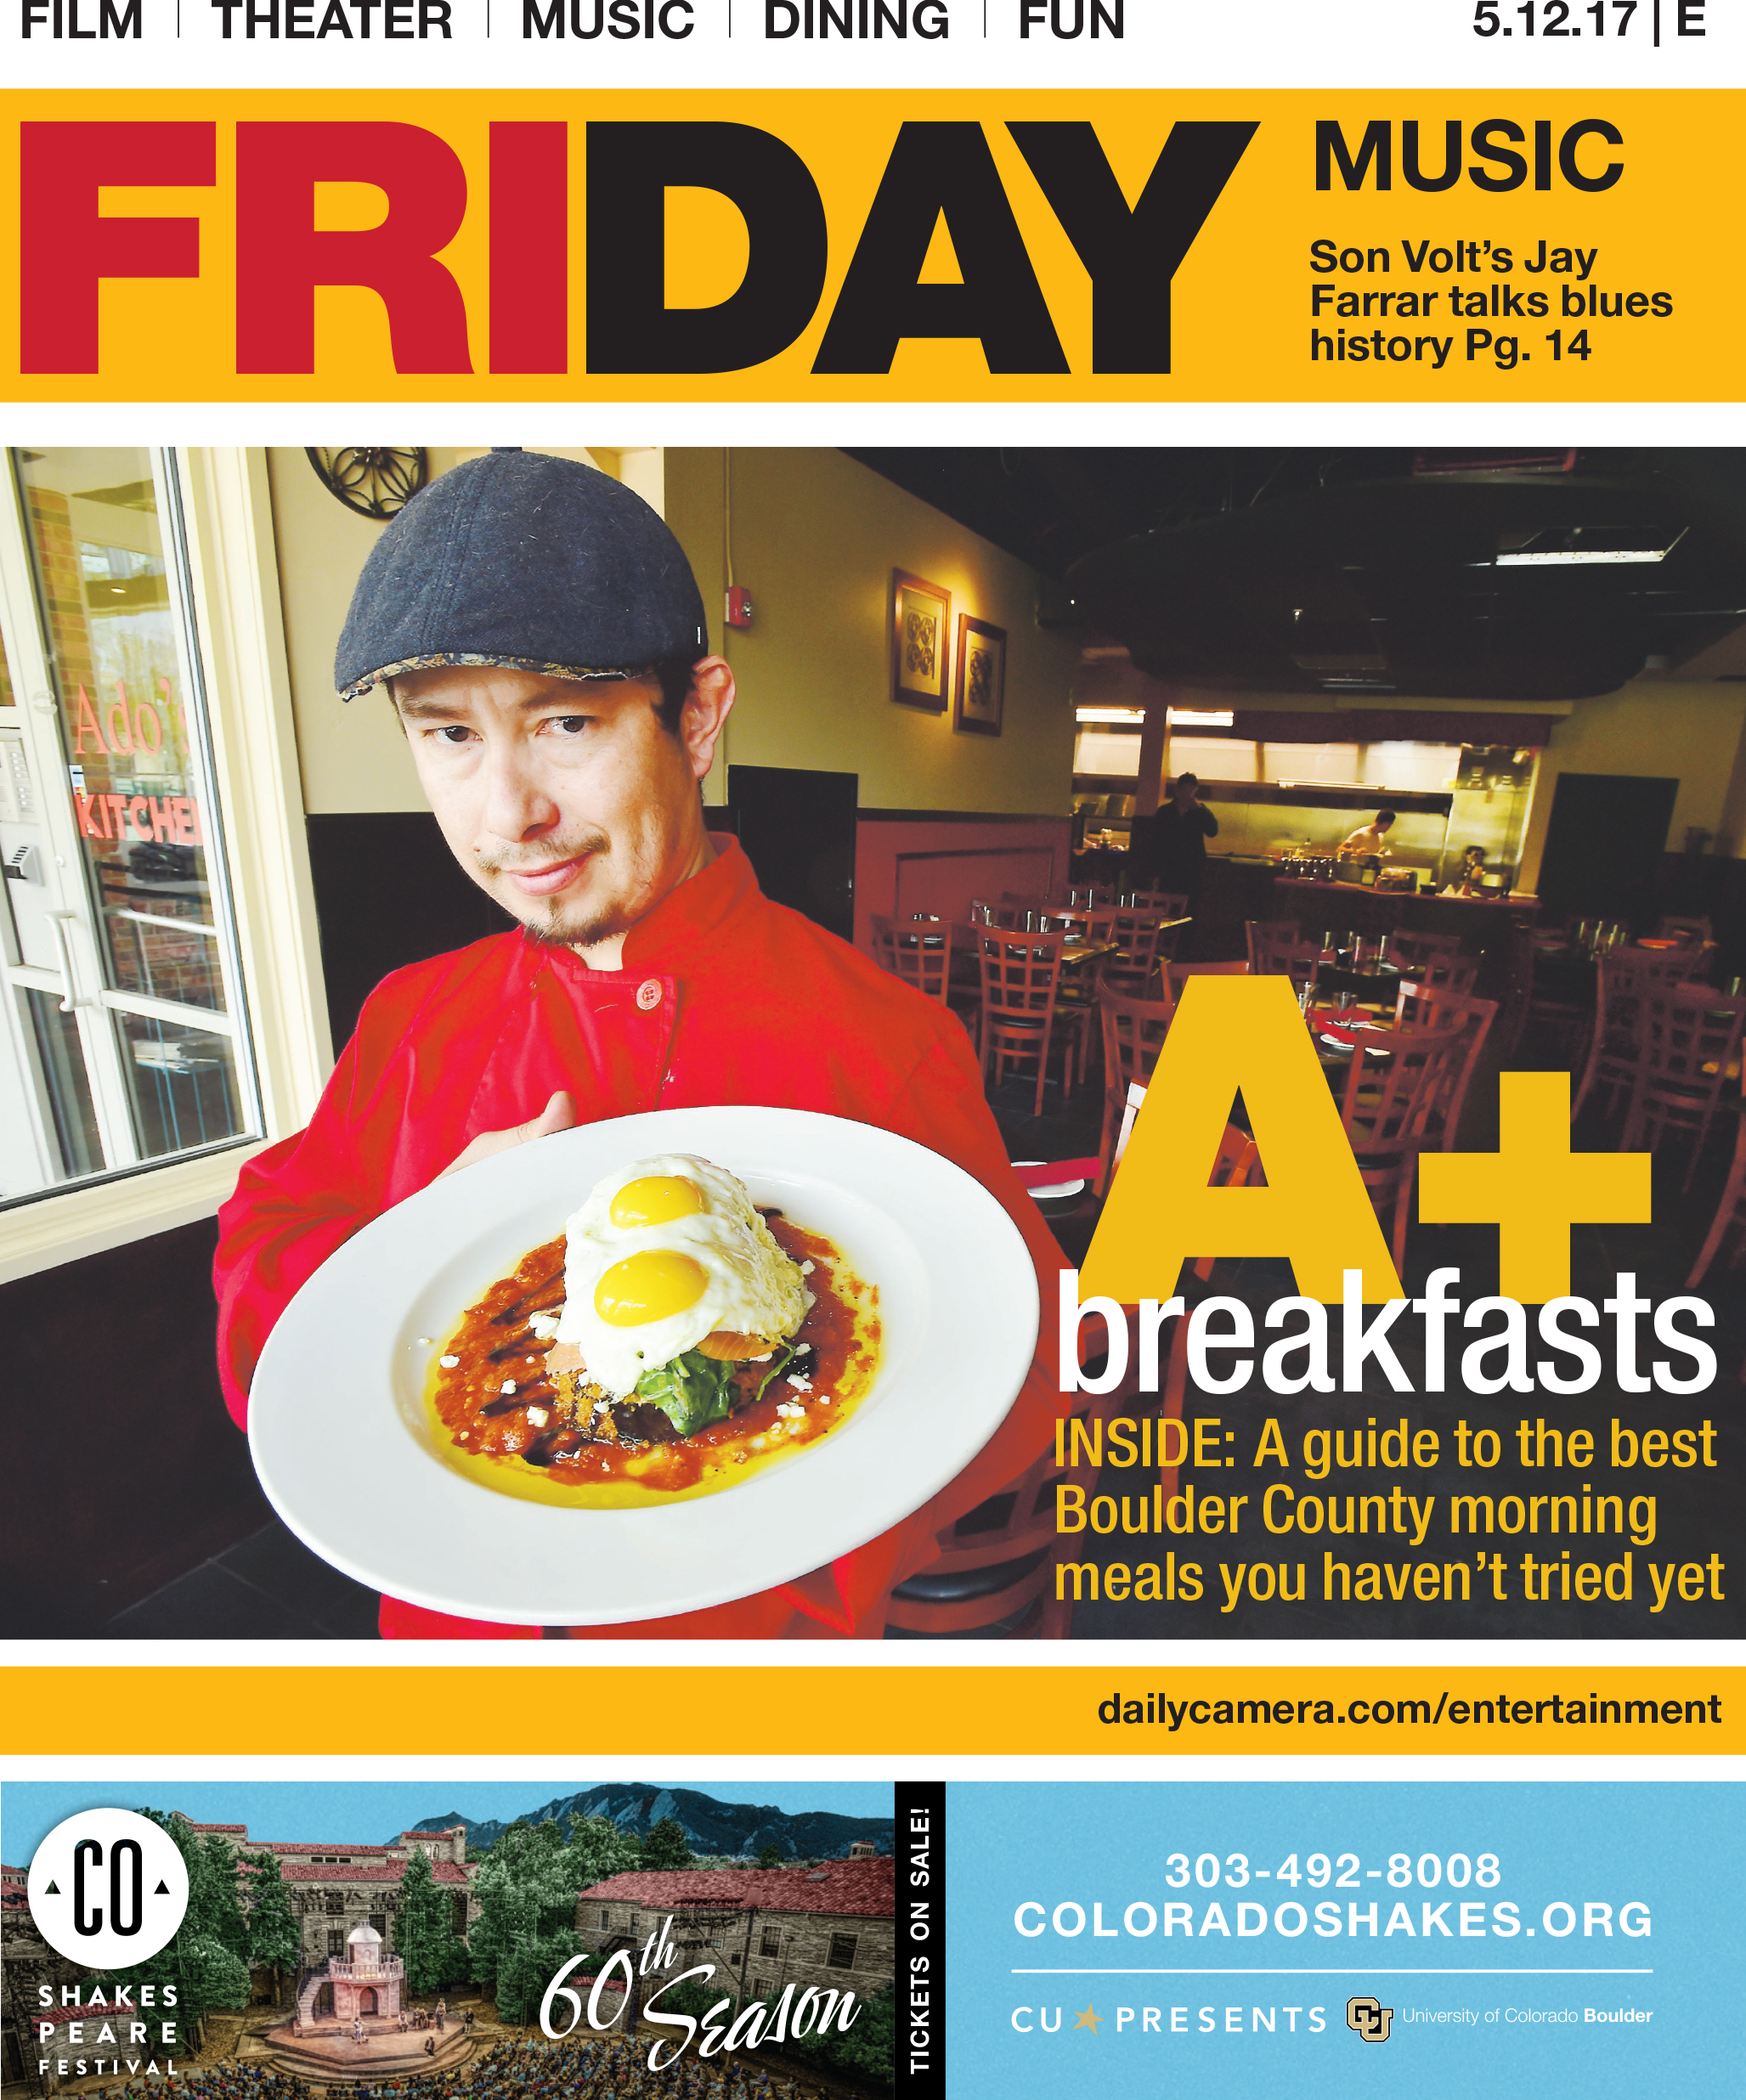 FILM | THEATER | MUSIC | DINING | FUN
5.12.17 | E
FRIDAY
MUSIC
Son Volt’s Jay
Farrar talks blues
history Pg. 14
Ado's
KITCHE
A+
breakfasts
INSIDE: A guide to the best
Boulder County morning
meals you haven’t tried yet
dailycamera.com/entertainment
CO
SHAKES
PEARE
FESTIVAL
60th
Season
TICKETS ON SALE!
303-492-8008
COLORADOSHAKES.ORG
CU PRESENTS
CU
University of Colorado Boulder